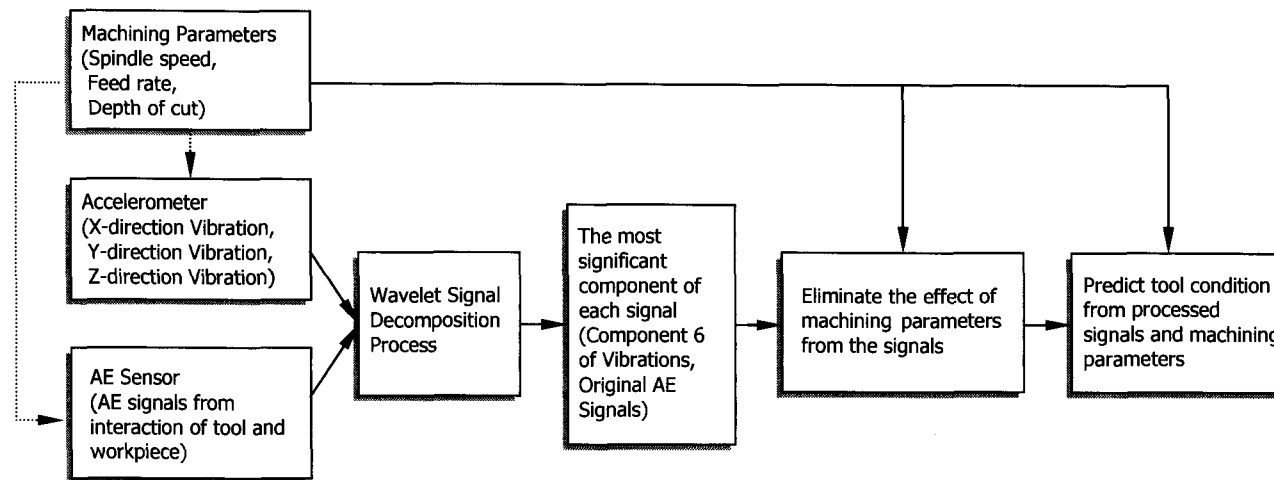 Machining Parameters
(Spindle speed,
Feed rate,
Depth of cut)
Accelerometer
(X-direction Vibration,
Y-direction Vibration,
Z-direction Vibration)
AE Sensor
(AE signals from
interaction of tool and
workpiece)
Wavelet Signal
Decomposition
Process
The most
significant
component of
each signal
(Component 6
of Vibrations,
Original AE
Signals)
Eliminate the effect of
machining parameters
from the signals
Predict tool condition
from processed
signals and machining
parameters